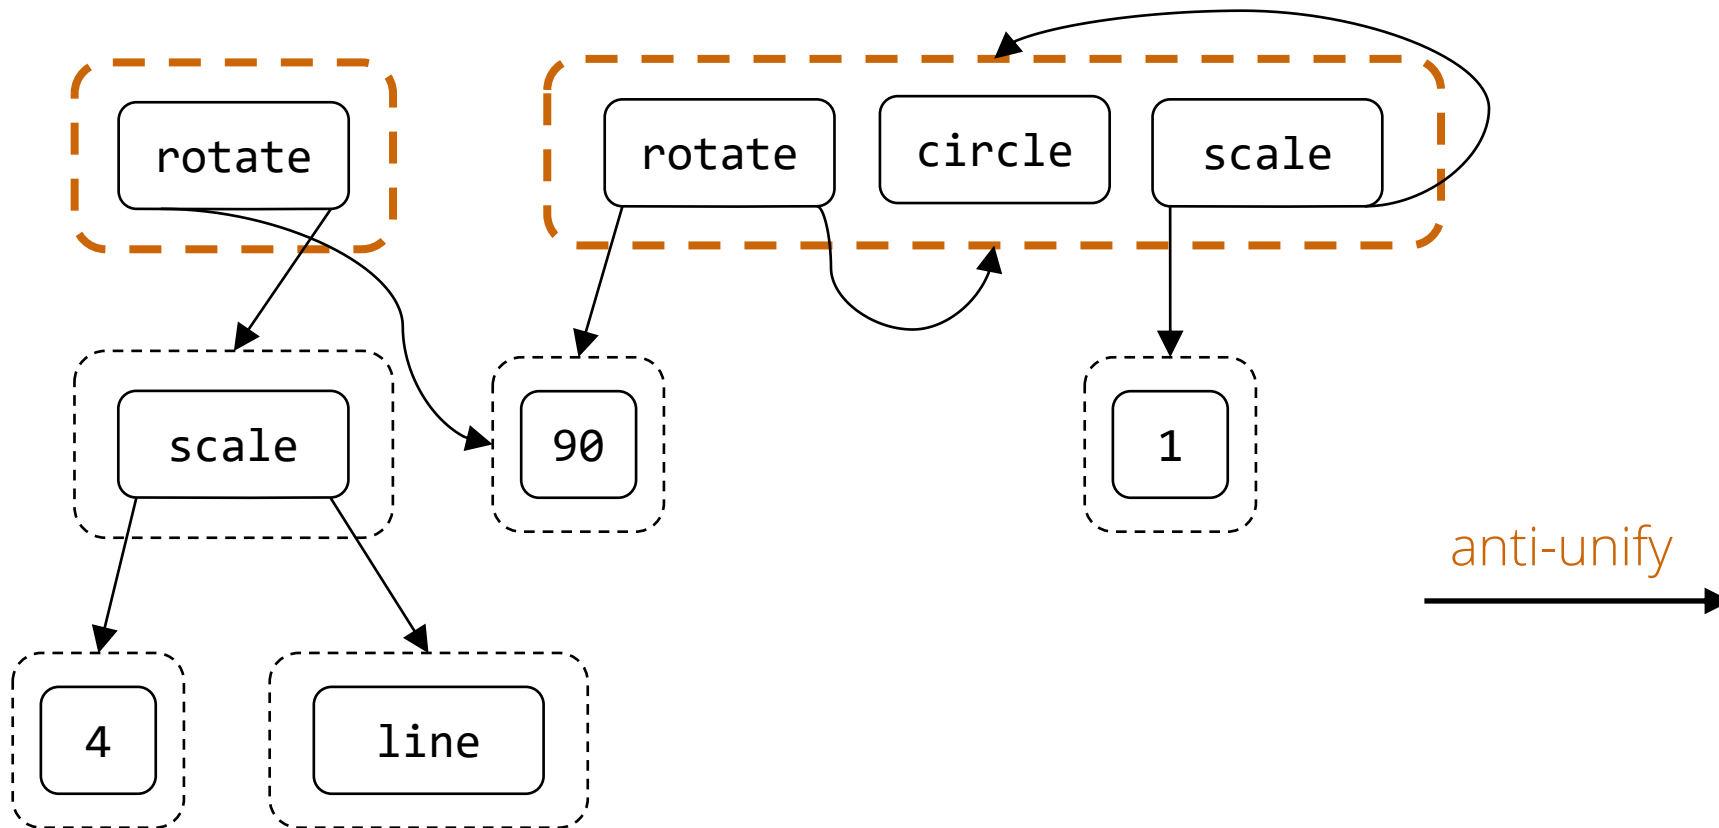 rotate
rotate
circle
scale
scale
90
1
anti-unify
4
line